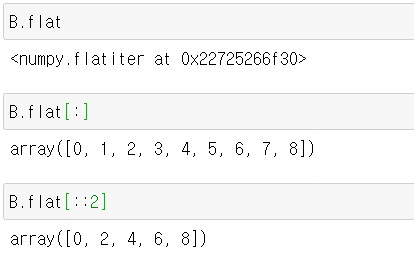 B.flat
<numpy.flatiter at 0x22725266f30>
B.flat[:]
array([0, 1, 2, 3, 4, 5, 6, 7, 8])
B.flat[::2]
array([0, 2, 4, 6, 8])